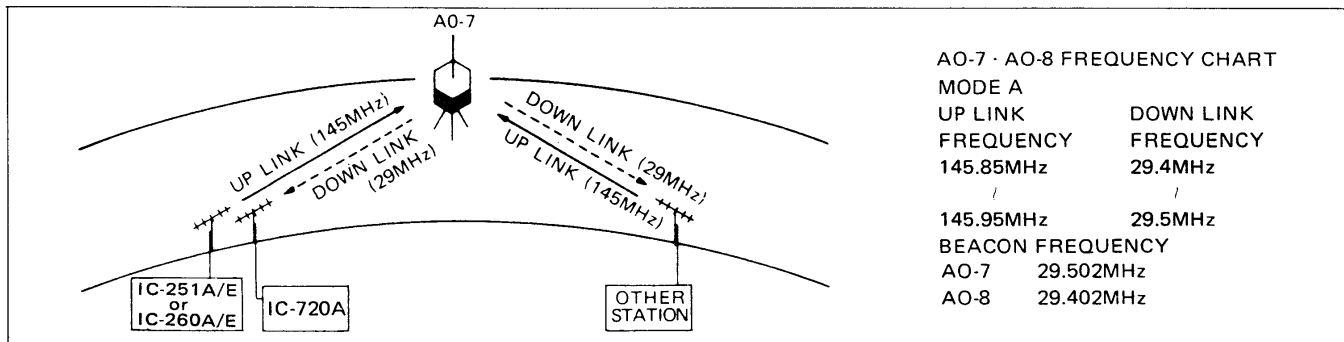 AO-7
UP LINK (145MHz)
DOWN LINK
(29MHz)
DOWN LINK (29MHz)
UP LINK (145MHz)
IC-251A/E
or
IC-260A/E
IC-720A
OTHER
STATION
AO-7 · AO-8 FREQUENCY CHART
MODE A
UP LINK DOWN LINK
FREQUENCY FREQUENCY
145.85MHz 29.4MHz
≀ ≀
145.95MHz 29.5MHz
BEACON FREQUENCY
AO-7 29.502MHz
AO-8 29.402MHz